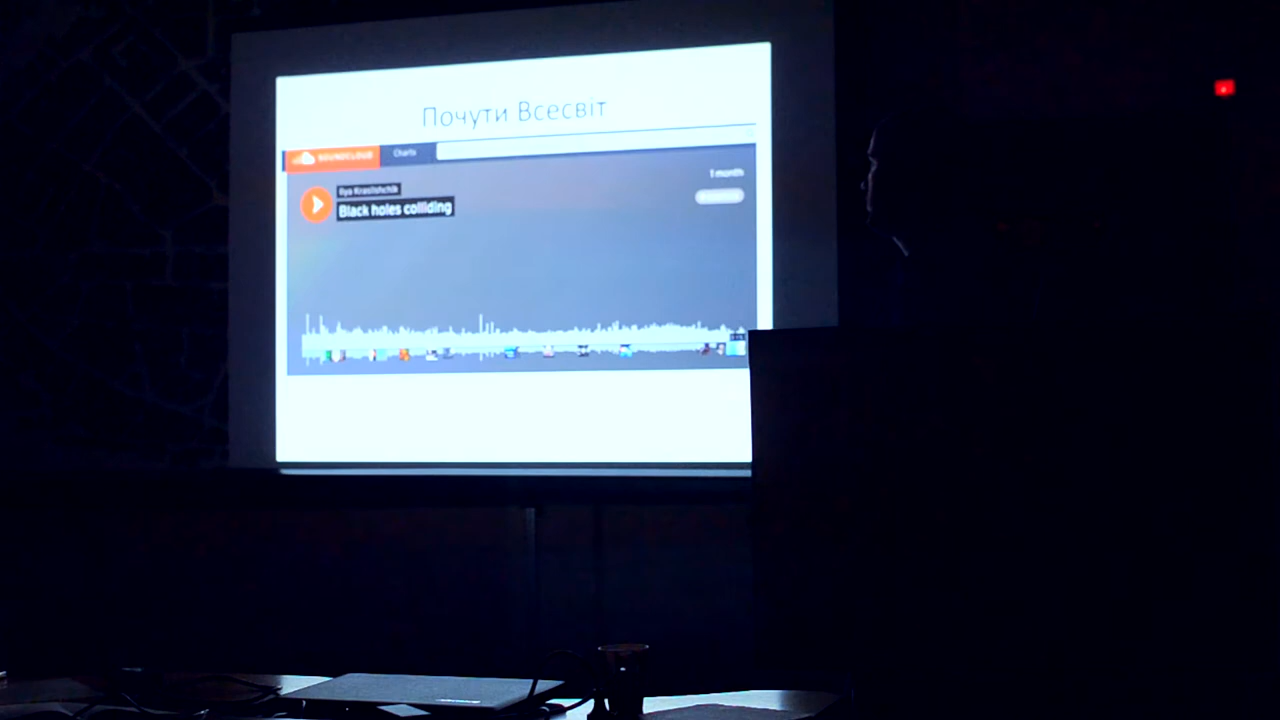 Почути Всесвіт
SOUNDCLOUD
Charts
1 month
Ilya Krasilshchik
Black holes colliding